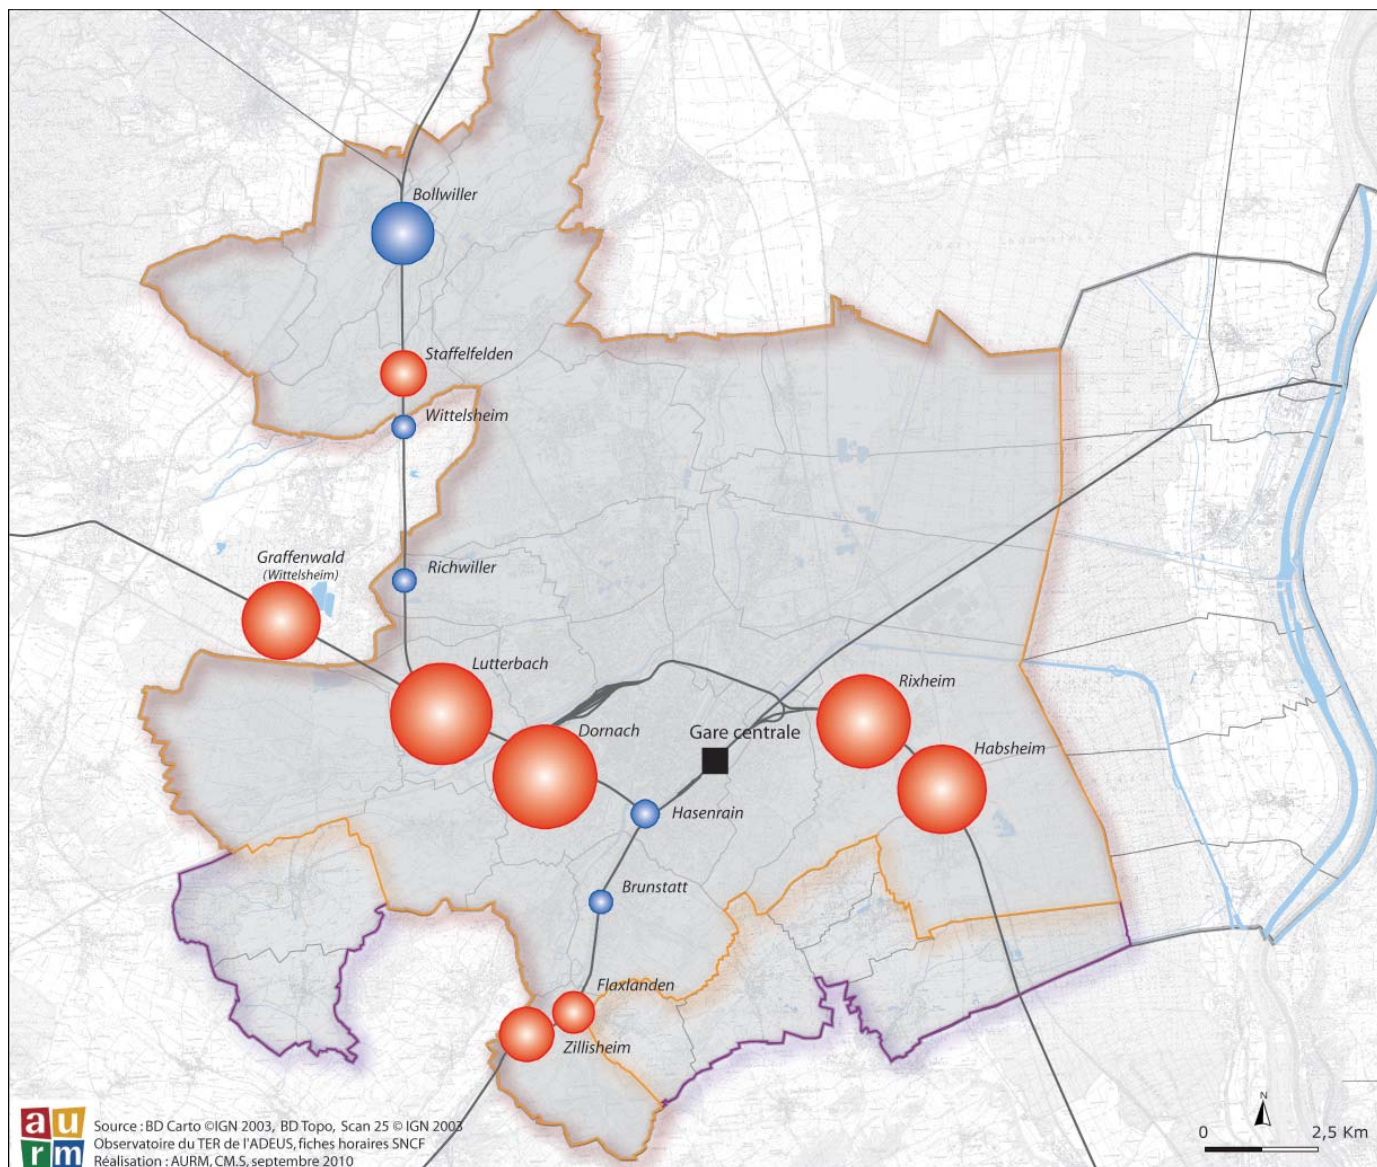 Bollwiller
Staffelfelden
Wittelsheim
Graffenwald
(Wittelsheim)
Richwiller
Lutterbach
Rixheim
Dornach
Gare centrale
Habsheim
Hasenrain
Brunstatt
Flaxlanden
Zillisheim
au
rm
Source : BD Carto ©IGN 2003, BD Topo, Scan 25 © IGN 2003
Observatoire du TER de l'ADEUS, fiches horaires SNCF
Réalisation : AURM, CM.S, septembre 2010
N
0 2,5 Km